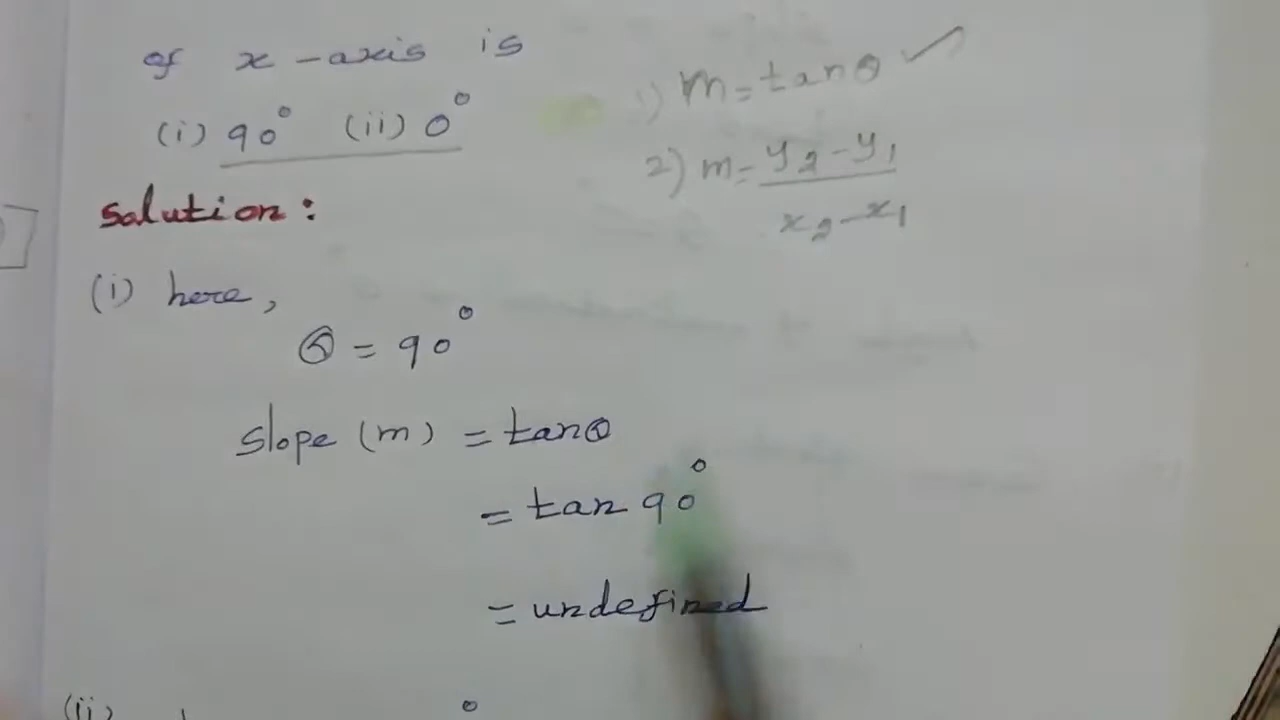 of x-axis is
(i) 90° (ii) 0°
1) m=tanθ ✓
2) m= y₂-y₁ / x₂-x₁
Solution:
(i) here,
θ = 90°
Slope (m) = tanθ
= tan 90°
= undefined
(ii)